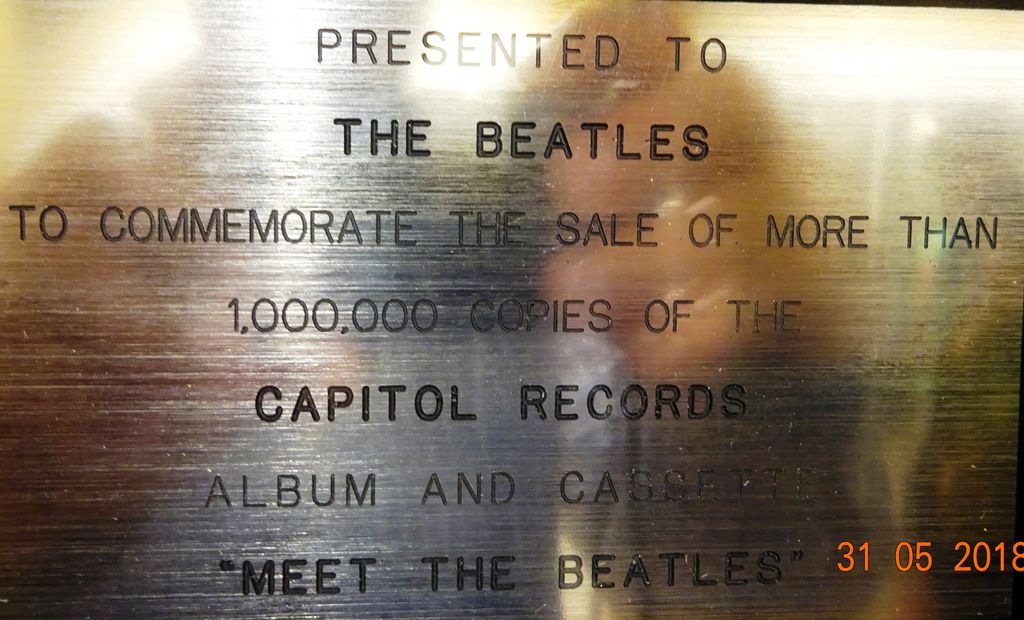 PRESENTED TO
THE BEATLES
TO COMMEMORATE THE SALE OF MORE THAN
1,000,000 COPIES OF THE
CAPITOL RECORDS
ALBUM AND CASSETTE
"MEET THE BEATLES"
31 05 2018